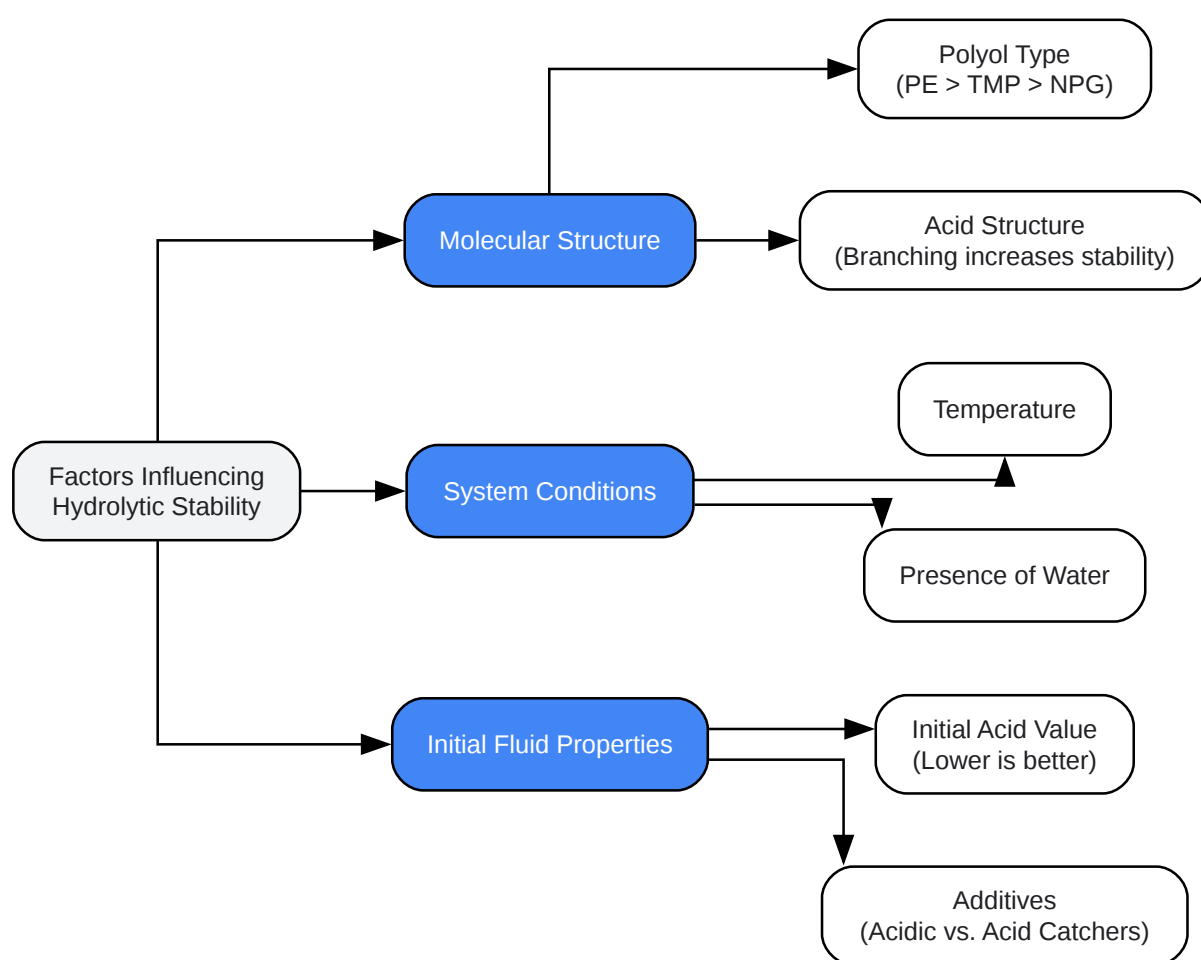 Polyol Type
(PE > TMP > NPG)
Molecular Structure
Acid Structure
(Branching increases stability)
Temperature
Factors Influencing
Hydrolytic Stability
System Conditions
Presence of Water
Initial Fluid Properties
Initial Acid Value
(Lower is better)
Additives
(Acidic vs. Acid Catchers)